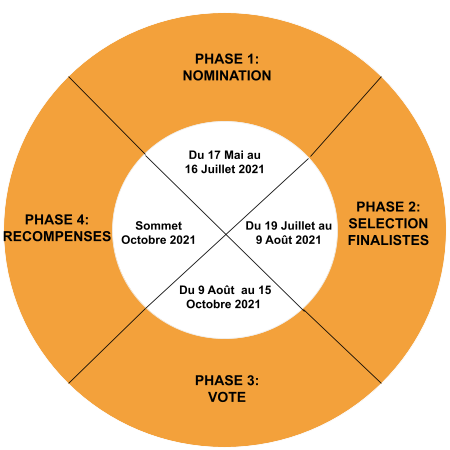 PHASE 1:
NOMINATION
Du 17 Mai au
16 Juillet 2021
PHASE 2:
SELECTION
FINALISTES
Du 19 Juillet au
9 Août 2021
PHASE 3:
VOTE
Du 9 Août au 15
Octobre 2021
PHASE 4:
RECOMPENSES
Sommet
Octobre 2021